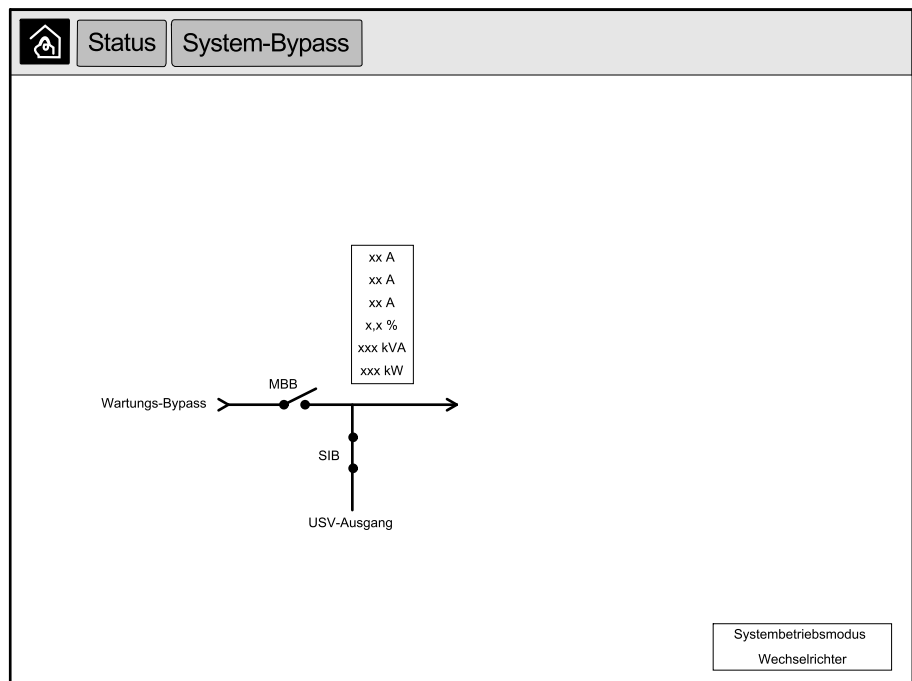 Status System-Bypass
xx A
xx A
xx A
x,x %
xxx kVA
xxx kW
MBB
Wartungs-Bypass
SIB
USV-Ausgang
Systembetriebsmodus
Wechselrichter